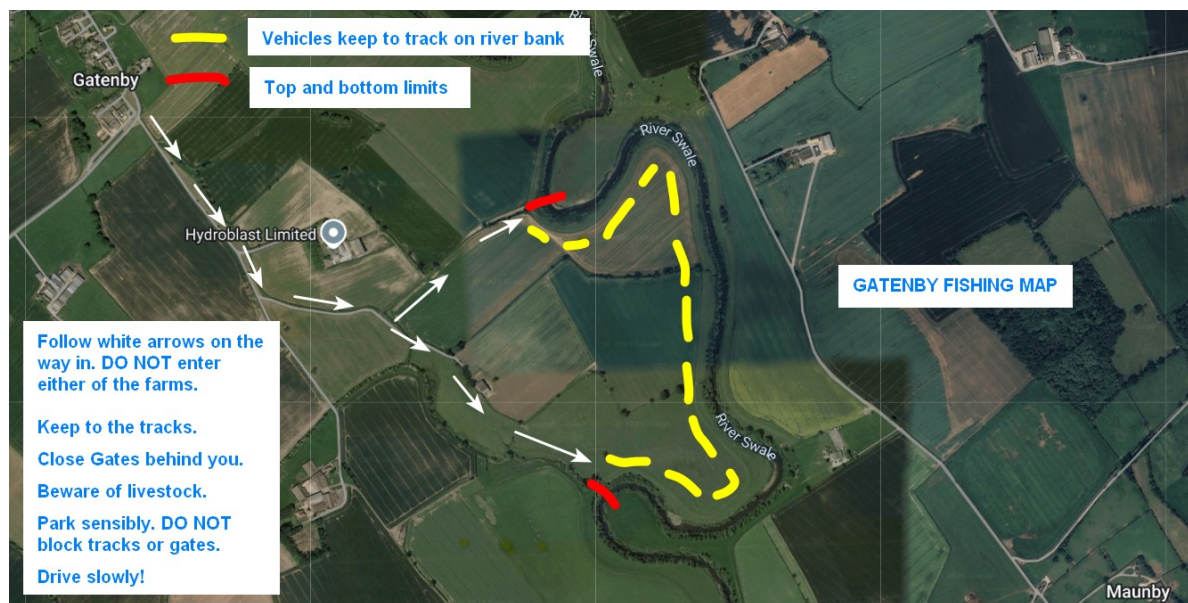 Vehicles keep to track on river bank
Top and bottom limits
Gatenby
River Swale
River Swale
Hydroblast Limited
GATENBY FISHING MAP
Follow white arrows on the
way in. DO NOT enter
either of the farms.
Keep to the tracks.
Close Gates behind you.
Beware of livestock.
Park sensibly. DO NOT
block tracks or gates.
Drive slowly!
River Swale
Maunby